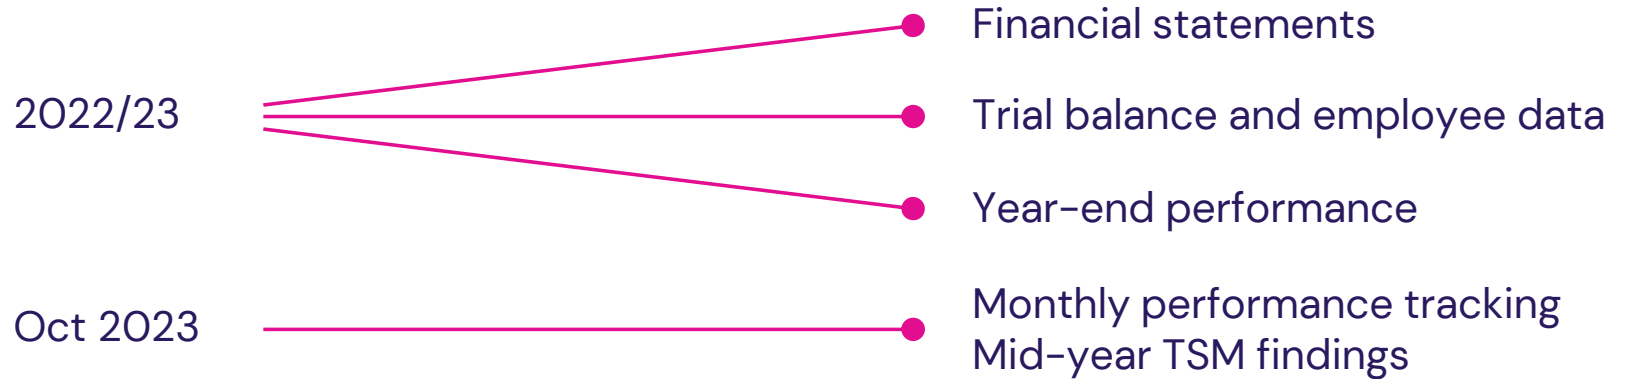 2022/23
Financial statements
Trial balance and employee data
Year-end performance
Oct 2023
Monthly performance tracking
Mid-year TSM findings